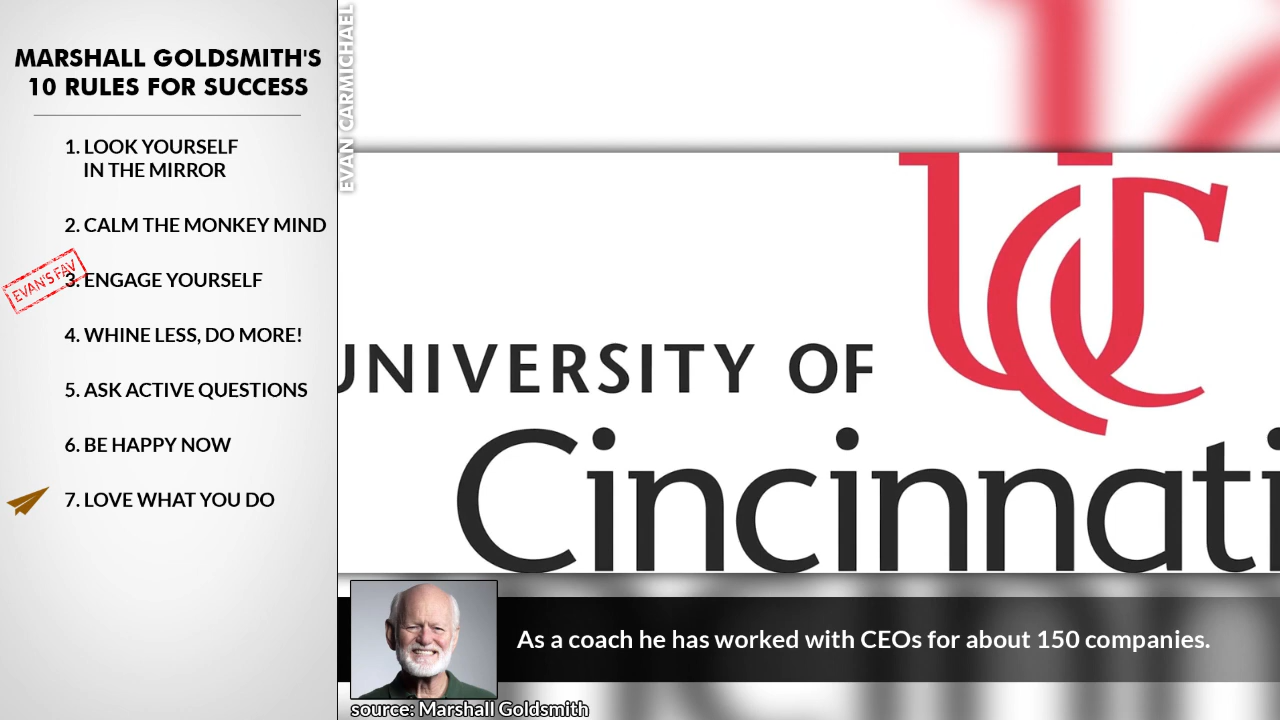 MARSHALL GOLDSMITH'S
10 RULES FOR SUCCESS
1. LOOK YOURSELF
IN THE MIRROR
2. CALM THE MONKEY MIND
EVAN'S FAV
3. ENGAGE YOURSELF
4. WHINE LESS, DO MORE!
5. ASK ACTIVE QUESTIONS
6. BE HAPPY NOW
7. LOVE WHAT YOU DO
EVAN CARMICHAEL
UC
UNIVERSITY OF
Cincinnati
As a coach he has worked with CEOs for about 150 companies.
source: Marshall Goldsmith